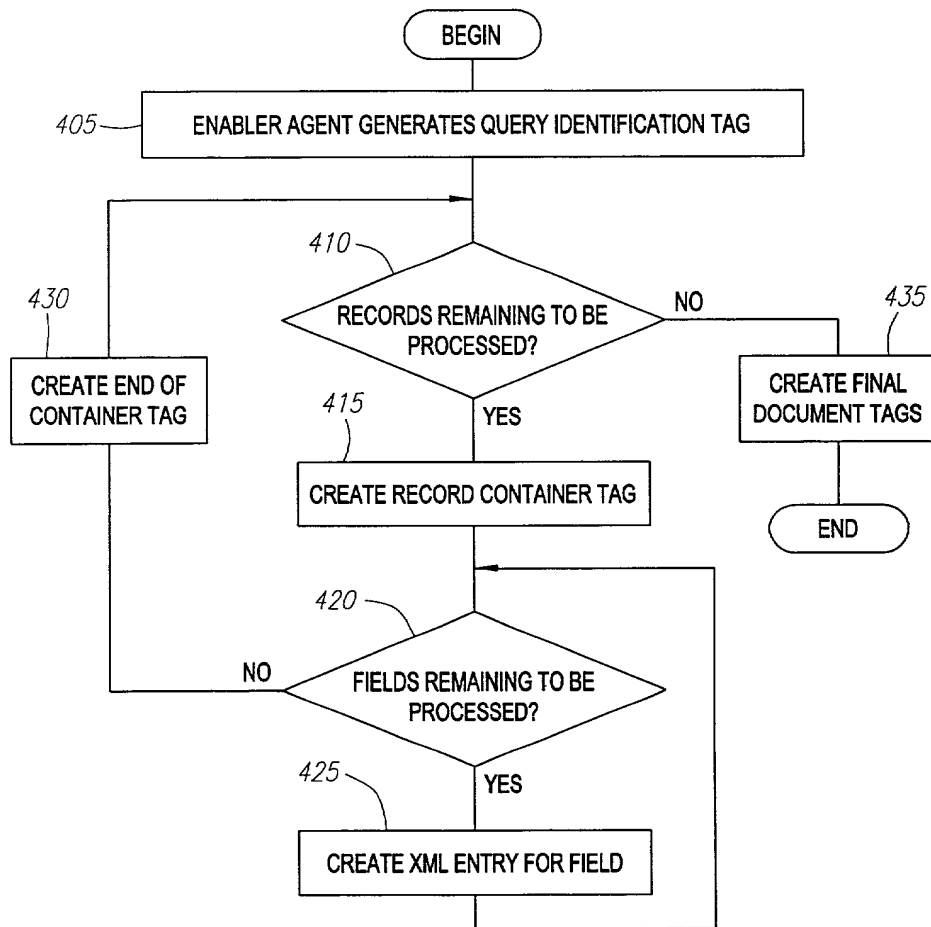 BEGIN
405
ENABLER AGENT GENERATES QUERY IDENTIFICATION TAG
410
RECORDS REMAINING TO BE
PROCESSED?
NO
YES
430
CREATE END OF
CONTAINER TAG
435
CREATE FINAL
DOCUMENT TAGS
415
CREATE RECORD CONTAINER TAG
END
420
FIELDS REMAINING TO BE
PROCESSED?
NO
YES
425
CREATE XML ENTRY FOR FIELD